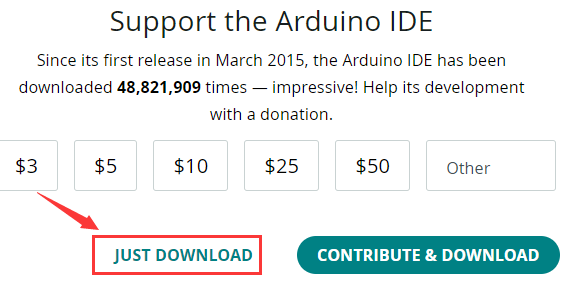 Support the Arduino IDE
Since its first release in March 2015, the Arduino IDE has been
downloaded 48,821,909 times — impressive! Help its development
with a donation.
$3 $5 $10 $25 $50 Other
JUST DOWNLOAD CONTRIBUTE & DOWNLOAD